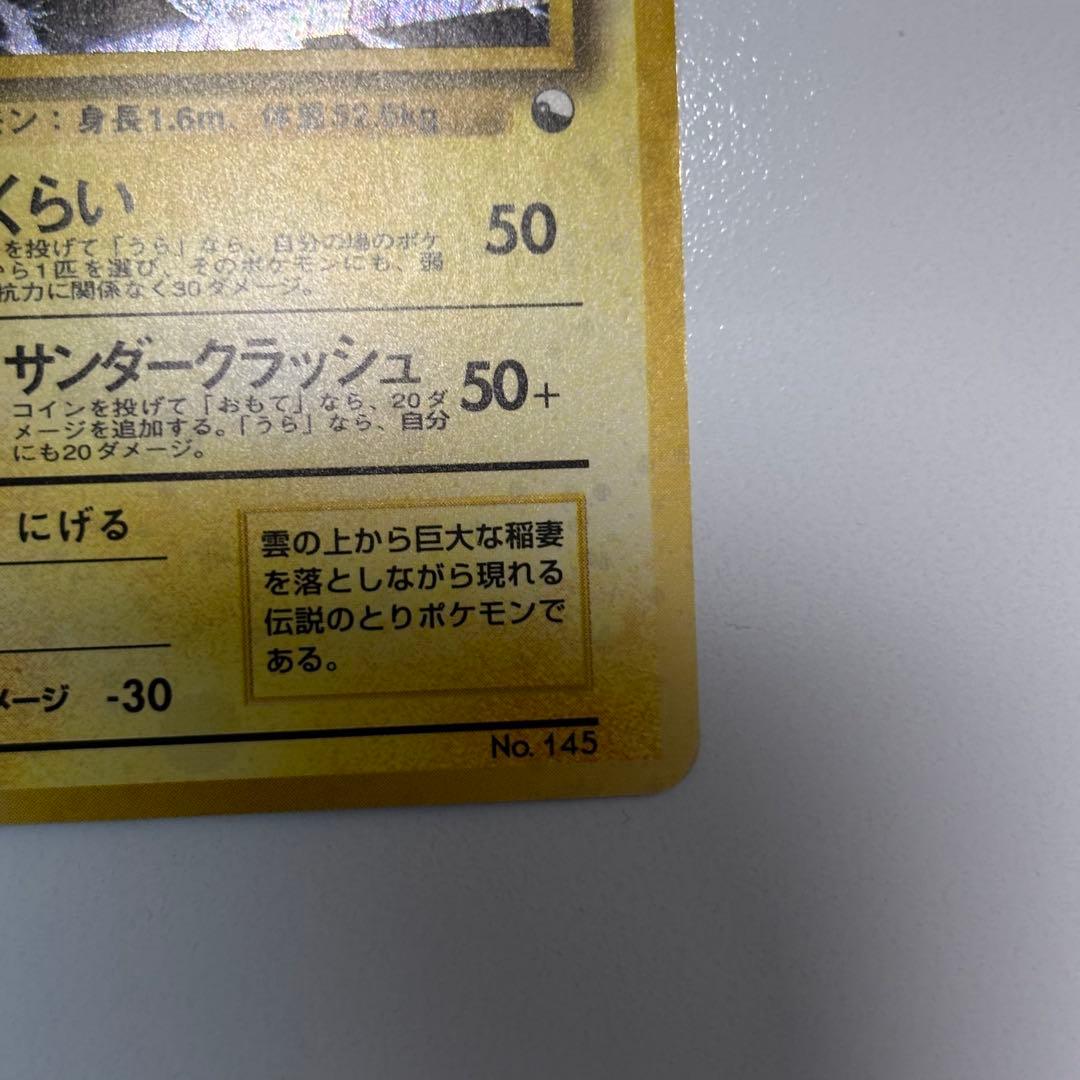 モン：身長1.6m、体重52.6kg
くらい 50
を投げて「うら」なら、自分の場のポケ
から1匹を選び、そのポケモンにも、弱
抗力に関係なく30ダメージ。
サンダークラッシュ 50+
コインを投げて「おもて」なら、20ダ
メージを追加する。「うら」なら、自分
にも20ダメージ。
にげる
雲の上から巨大な稲妻
を落としながら現れる
伝説のとりポケモンで
ある。
メージ -30
No. 145